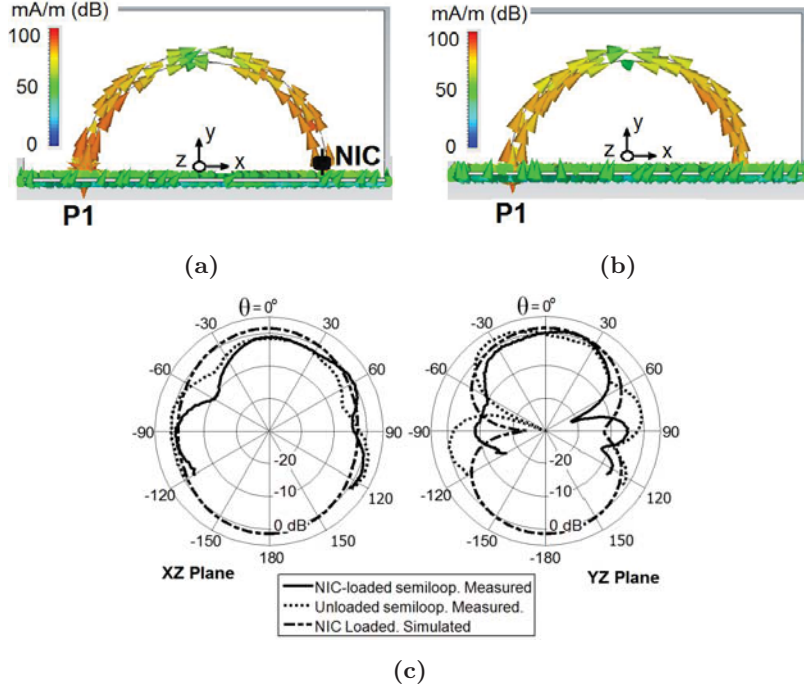 mA/m (dB)
100
50
0
y
z
x
NIC
P1
(a)
mA/m (dB)
100
50
0
y
z
x
P1
(b)
θ = 0º
-30
30
-60
60
-90
90
-20
-10
-120
120
0 dB
-150
150
180
XZ Plane
θ = 0º
-30
30
-60
60
-90
90
-20
-10
-120
120
0 dB
-150
150
-180
YZ Plane
NIC-loaded semiloop. Measured
Unloaded semiloop. Measured.
NIC Loaded. Simulated
(c)